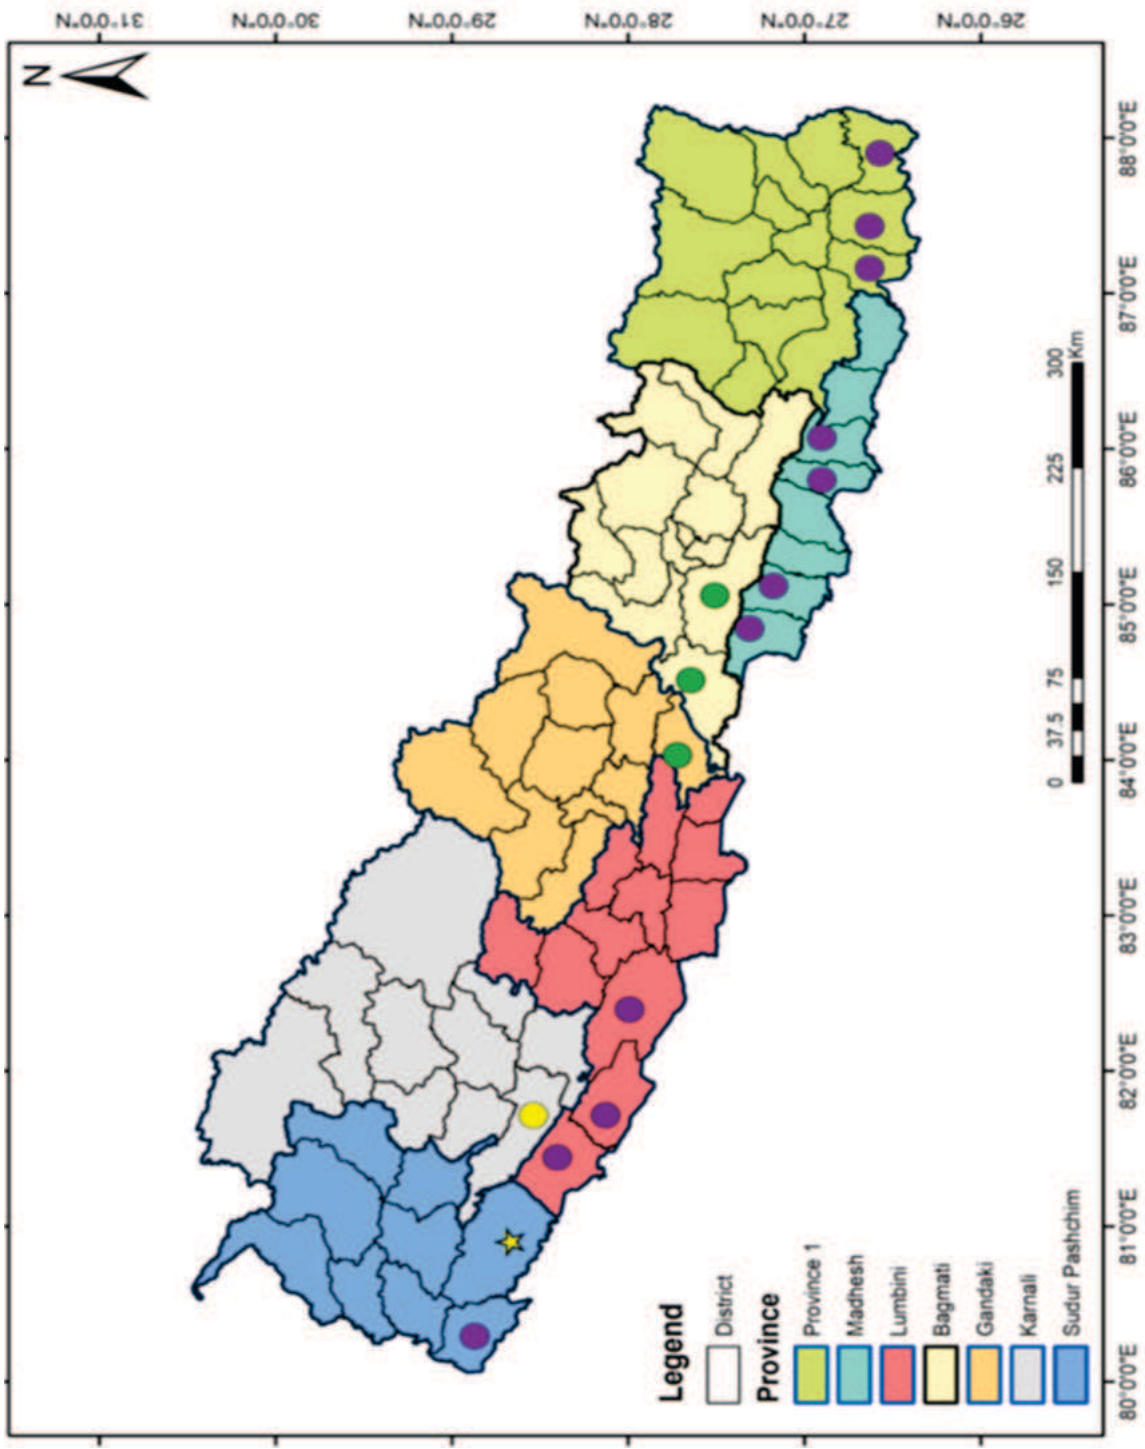 N
31°0'0"N
30°0'0"N
29°0'0"N
28°0'0"N
27°0'0"N
26°0'0"N
80°0'0"E
81°0'0"E
82°0'0"E
83°0'0"E
84°0'0"E
85°0'0"E
86°0'0"E
87°0'0"E
88°0'0"E
0 37.5 75 150 225 300
Km
Legend
District
Province
Province 1
Madhesh
Lumbini
Bagmati
Gandaki
Karnali
Sudur Pashchim